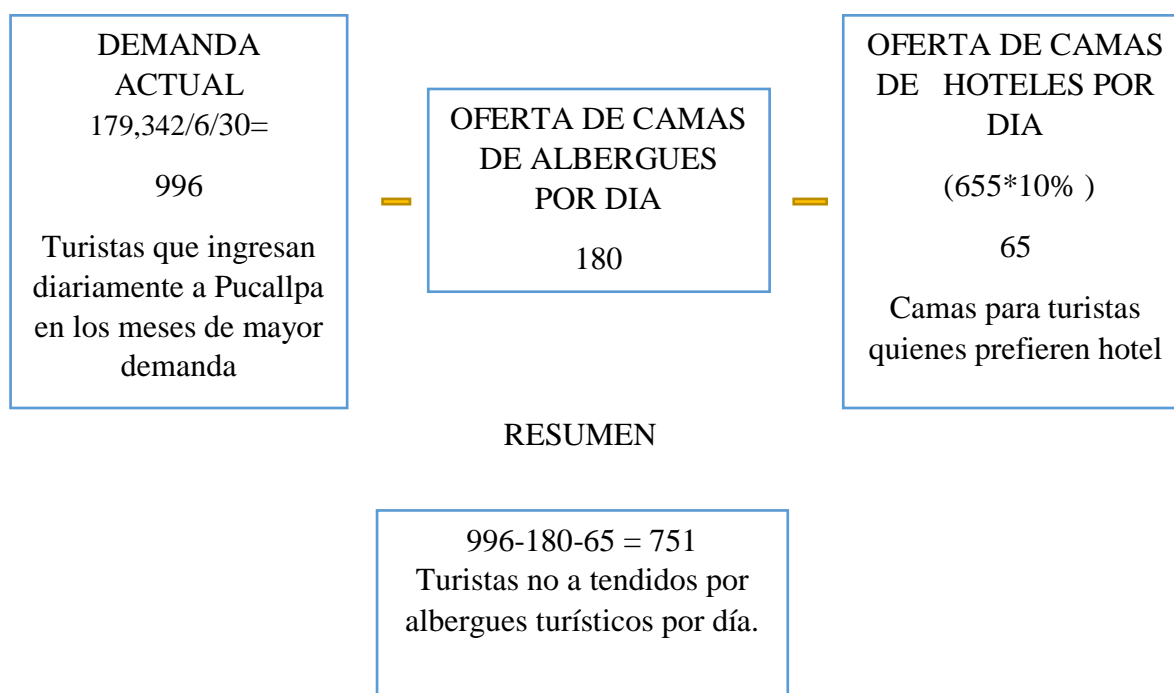 DEMANDA
ACTUAL
179,342/6/30=
996
Turistas que ingresan
diariamente a Pucallpa
en los meses de mayor
demanda
OFERTA DE CAMAS
DE ALBERGUES
POR DIA
180
OFERTA DE CAMAS
DE HOTELES POR
DIA
(655*10% )
65
Camas para turistas
quienes prefieren hotel
RESUMEN
996-180-65 = 751
Turistas no a tendidos por
albergues turísticos por día.